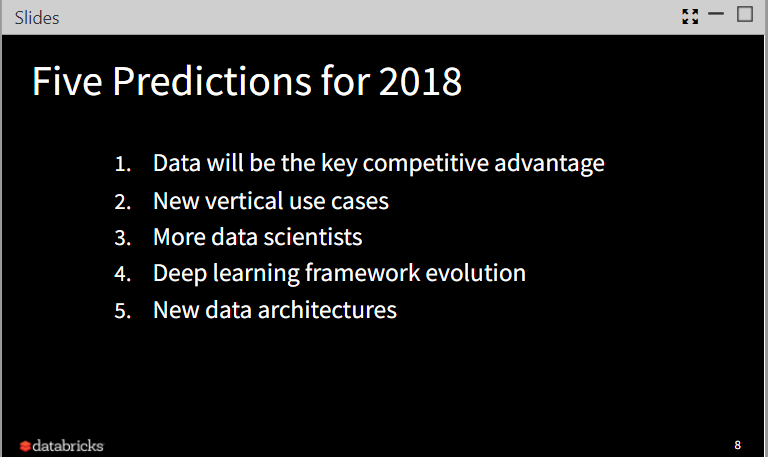 Slides
Five Predictions for 2018
1. Data will be the key competitive advantage
2. New vertical use cases
3. More data scientists
4. Deep learning framework evolution
5. New data architectures
databricks
8